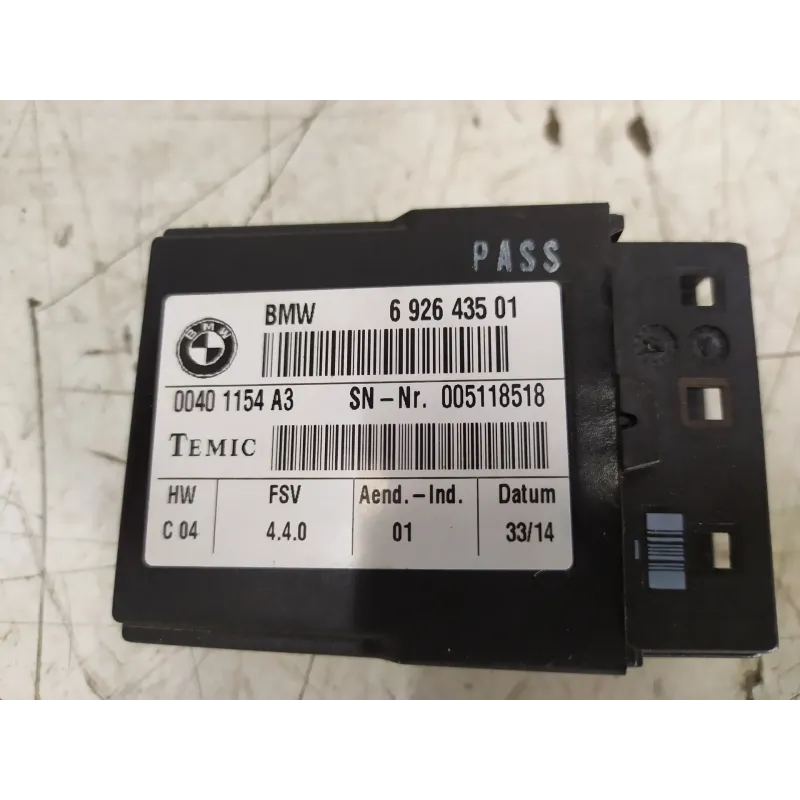 PASS
BMW 6 926 435 01
BMW
0040 1154 A3 SN-Nr. 005118518
TEMIC
HW FSV Aend.-Ind. Datum
C 04 4.4.0 01 33/14